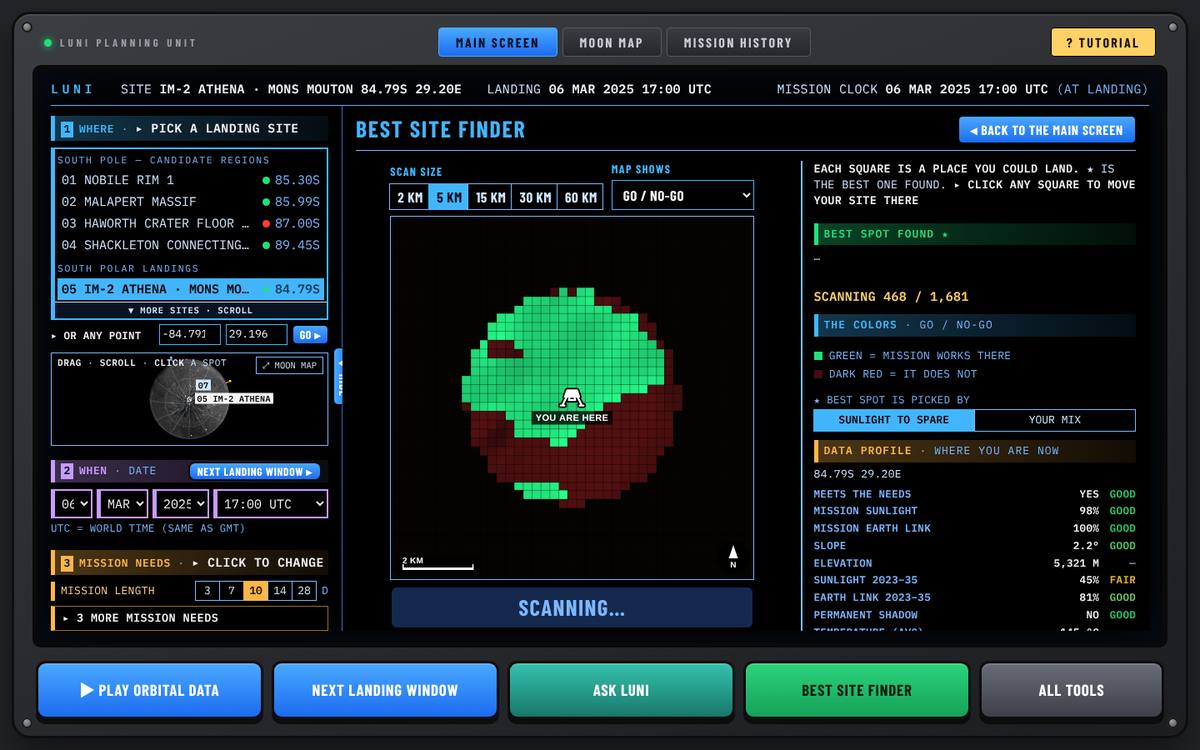 LUNI PLANNING UNIT
MAIN SCREEN
MOON MAP
MISSION HISTORY
? TUTORIAL
LUNI
SITE IM-2 ATHENA · MONS MOUTON 84.79S 29.20E
LANDING 06 MAR 2025 17:00 UTC
MISSION CLOCK 06 MAR 2025 17:00 UTC (AT LANDING)
1 WHERE · ▸ PICK A LANDING SITE
SOUTH POLE — CANDIDATE REGIONS
01 NOBILE RIM 1 85.30S
02 MALAPERT MASSIF 85.99S
03 HAWORTH CRATER FLOOR … 87.00S
04 SHACKLETON CONNECTING… 89.45S
SOUTH POLAR LANDINGS
05 IM-2 ATHENA · MONS MO… 84.79S
▼ MORE SITES · SCROLL
▸ OR ANY POINT
-84.791
29.196
GO ▶
DRAG · SCROLL · CLICK A SPOT
⤢ MOON MAP
07
05 IM-2 ATHENA
2 WHEN · DATE
NEXT LANDING WINDOW ▶
06
MAR
2025
17:00 UTC
UTC = WORLD TIME (SAME AS GMT)
3 MISSION NEEDS · ▸ CLICK TO CHANGE
MISSION LENGTH 3 7 10 14 28 D
▸ 3 MORE MISSION NEEDS
BEST SITE FINDER
◀ BACK TO THE MAIN SCREEN
SCAN SIZE
2 KM 5 KM 15 KM 30 KM 60 KM
MAP SHOWS
GO / NO-GO
YOU ARE HERE
2 KM
N
SCANNING…
EACH SQUARE IS A PLACE YOU COULD LAND. ★ IS
THE BEST ONE FOUND. ▸ CLICK ANY SQUARE TO MOVE
YOUR SITE THERE
BEST SPOT FOUND ★
—
SCANNING 468 / 1,681
THE COLORS · GO / NO-GO
GREEN = MISSION WORKS THERE
DARK RED = IT DOES NOT
★ BEST SPOT IS PICKED BY
SUNLIGHT TO SPARE
YOUR MIX
DATA PROFILE · WHERE YOU ARE NOW
84.79S 29.20E
MEETS THE NEEDS YES GOOD
MISSION SUNLIGHT 98% GOOD
MISSION EARTH LINK 100% GOOD
SLOPE 2.2° GOOD
ELEVATION 5,321 M —
SUNLIGHT 2023–35 45% FAIR
EARTH LINK 2023–35 81% GOOD
PERMANENT SHADOW NO GOOD
▶ PLAY ORBITAL DATA
NEXT LANDING WINDOW
ASK LUNI
BEST SITE FINDER
ALL TOOLS